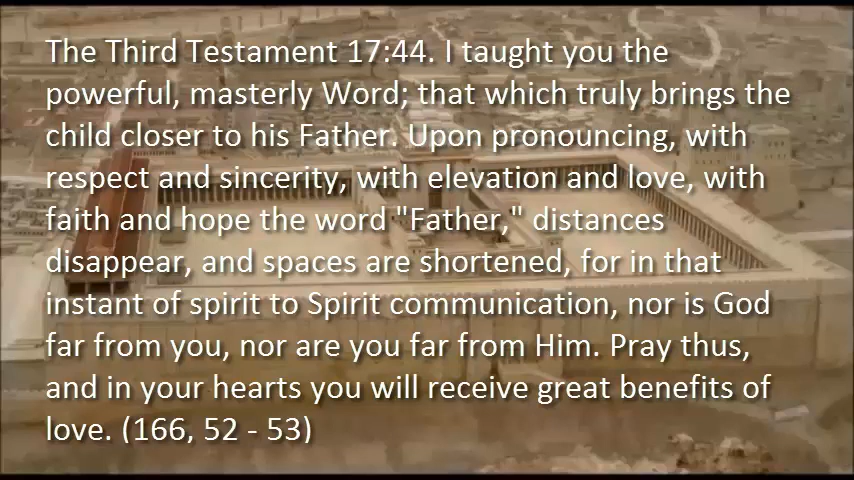 The Third Testament 17:44. I taught you the
powerful, masterly Word; that which truly brings the
child closer to his Father. Upon pronouncing, with
respect and sincerity, with elevation and love, with
faith and hope the word "Father," distances
disappear, and spaces are shortened, for in that
instant of spirit to Spirit communication, nor is God
far from you, nor are you far from Him. Pray thus,
and in your hearts you will receive great benefits of
love. (166, 52 - 53)